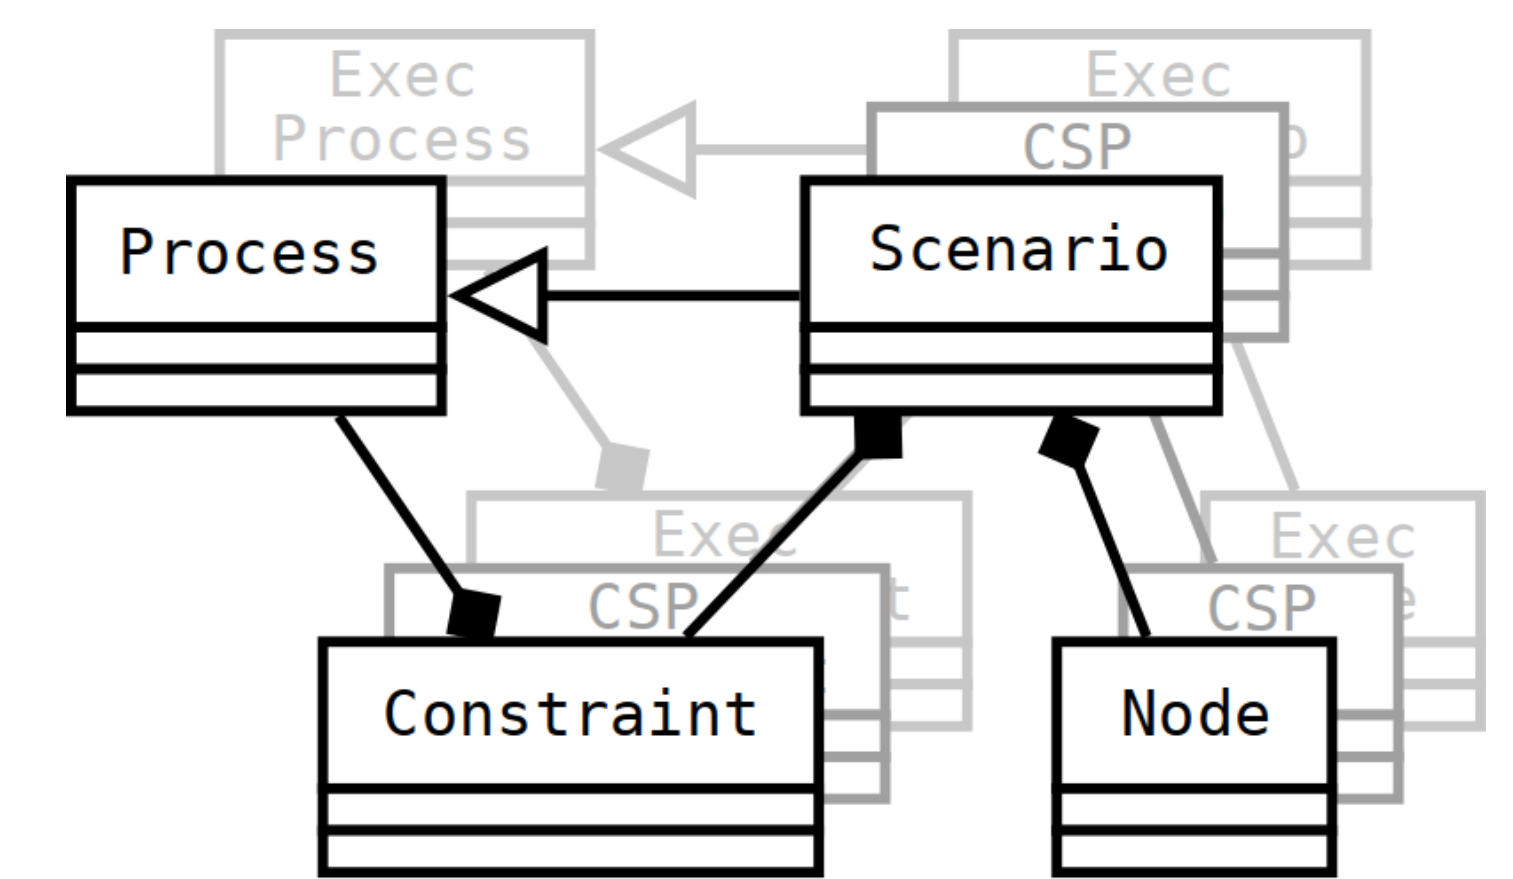 Exec
Process
Exec
o
CSP
Process
Scenario
Exec
t
CSP
Constraint
Exec
e
CSP
Node